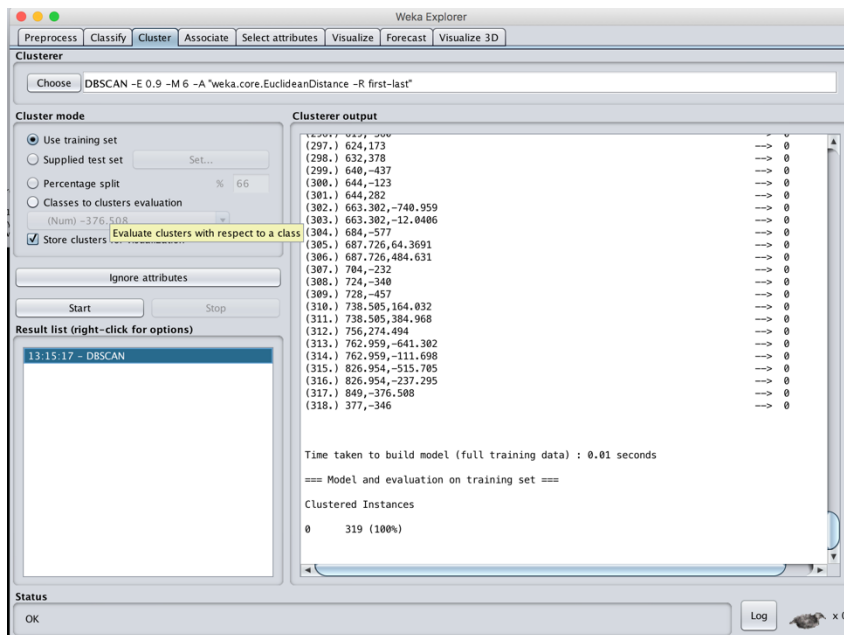 Weka Explorer
Preprocess Classify Cluster Associate Select attributes Visualize Forecast Visualize 3D
Clusterer
Choose DBSCAN -E 0.9 -M 6 -A "weka.core.EuclideanDistance -R first-last"
Cluster mode
Use training set
Supplied test set Set...
Percentage split % 66
Classes to clusters evaluation
(Num) -376.508
Evaluate clusters with respect to a class
Store clusters for visualization
Ignore attributes
Start Stop
Result list (right-click for options)
13:15:17 - DBSCAN
Clusterer output
(297.) 624,173 --> 0
(298.) 632,378 --> 0
(299.) 640,-437 --> 0
(300.) 644,-123 --> 0
(301.) 644,282 --> 0
(302.) 663.302,-740.959 --> 0
(303.) 663.302,-12.0406 --> 0
(304.) 684,-577 --> 0
(305.) 687.726,64.3691 --> 0
(306.) 687.726,484.631 --> 0
(307.) 704,-232 --> 0
(308.) 724,-340 --> 0
(309.) 728,-457 --> 0
(310.) 738.505,164.032 --> 0
(311.) 738.505,384.968 --> 0
(312.) 756,274.494 --> 0
(313.) 762.959,-641.302 --> 0
(314.) 762.959,-111.698 --> 0
(315.) 826.954,-515.705 --> 0
(316.) 826.954,-237.295 --> 0
(317.) 849,-376.508 --> 0
(318.) 377,-346 --> 0
Time taken to build model (full training data) : 0.01 seconds
=== Model and evaluation on training set ===
Clustered Instances
0 319 (100%)
Status
OK
Log
x 0